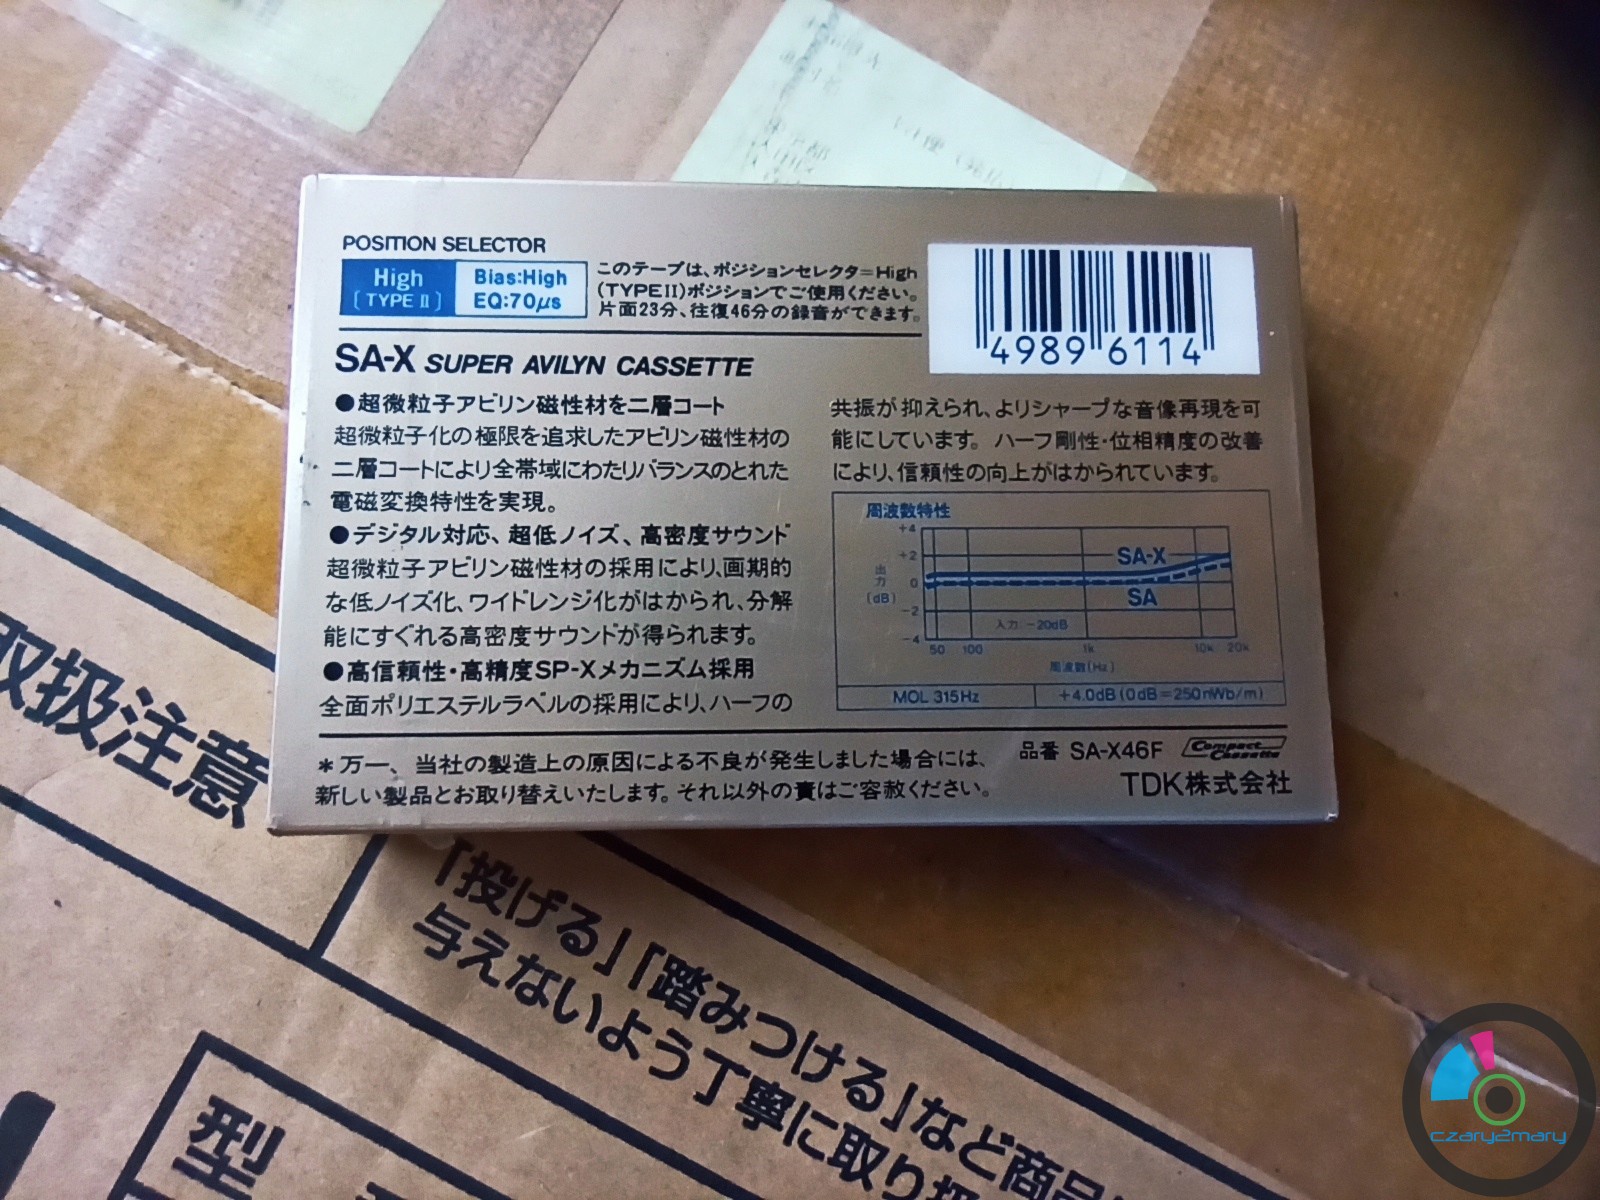 POSITION SELECTOR
High
[TYPE II]
Bias:High
EQ:70μs
このテープは、ポジションセレクタ=High
(TYPEII)ポジションでご使用ください。
片面23分、往復46分の録音ができます。
4989 6114
SA-X SUPER AVILYN CASSETTE
●超微粒子アビリン磁性材を二層コート
超微粒子化の極限を追求したアビリン磁性材の
二層コートにより全帯域にわたりバランスのとれた
電磁変換特性を実現。
●デジタル対応、超低ノイズ、高密度サウンド
超微粒子アビリン磁性材の採用により、画期的
な低ノイズ化、ワイドレンジ化がはかられ、分解
能にすぐれる高密度サウンドが得られます。
●高信頼性・高精度SP-Xメカニズム採用
全面ポリエステルラベルの採用により、ハーフの
共振が抑えられ、よりシャープな音像再現を可
能にしています。ハーフ剛性・位相精度の改善
により、信頼性の向上がはかられています。
周波数特性
+4
+2
0
-2
-4
出力
(dB)
SA-X
SA
入力 -20dB
50 100 1k 10k 20k
周波数(Hz)
MOL 315Hz
+4.0dB(0dB=250nWb/m)
*万一、当社の製造上の原因による不良が発生しました場合には、
新しい製品とお取り替えいたします。それ以外の責はご容赦ください。
品番 SA-X46F
Compact Cassette
TDK株式会社
取扱注意
「投げる」「踏みつける」など商品
与えないよう丁寧に取り扱
型
czary2mary